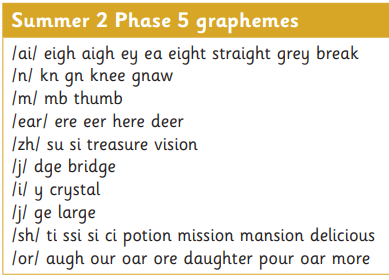 Summer 2 Phase 5 graphemes
/ai/ eigh aigh ey ea eight straight grey break
/n/ kn gn knee gnaw
/m/ mb thumb
/ear/ ere eer here deer
/zh/ su si treasure vision
/j/ dge bridge
/i/ y crystal
/j/ ge large
/sh/ ti ssi si ci potion mission mansion delicious
/or/ augh our oar ore daughter pour oar more